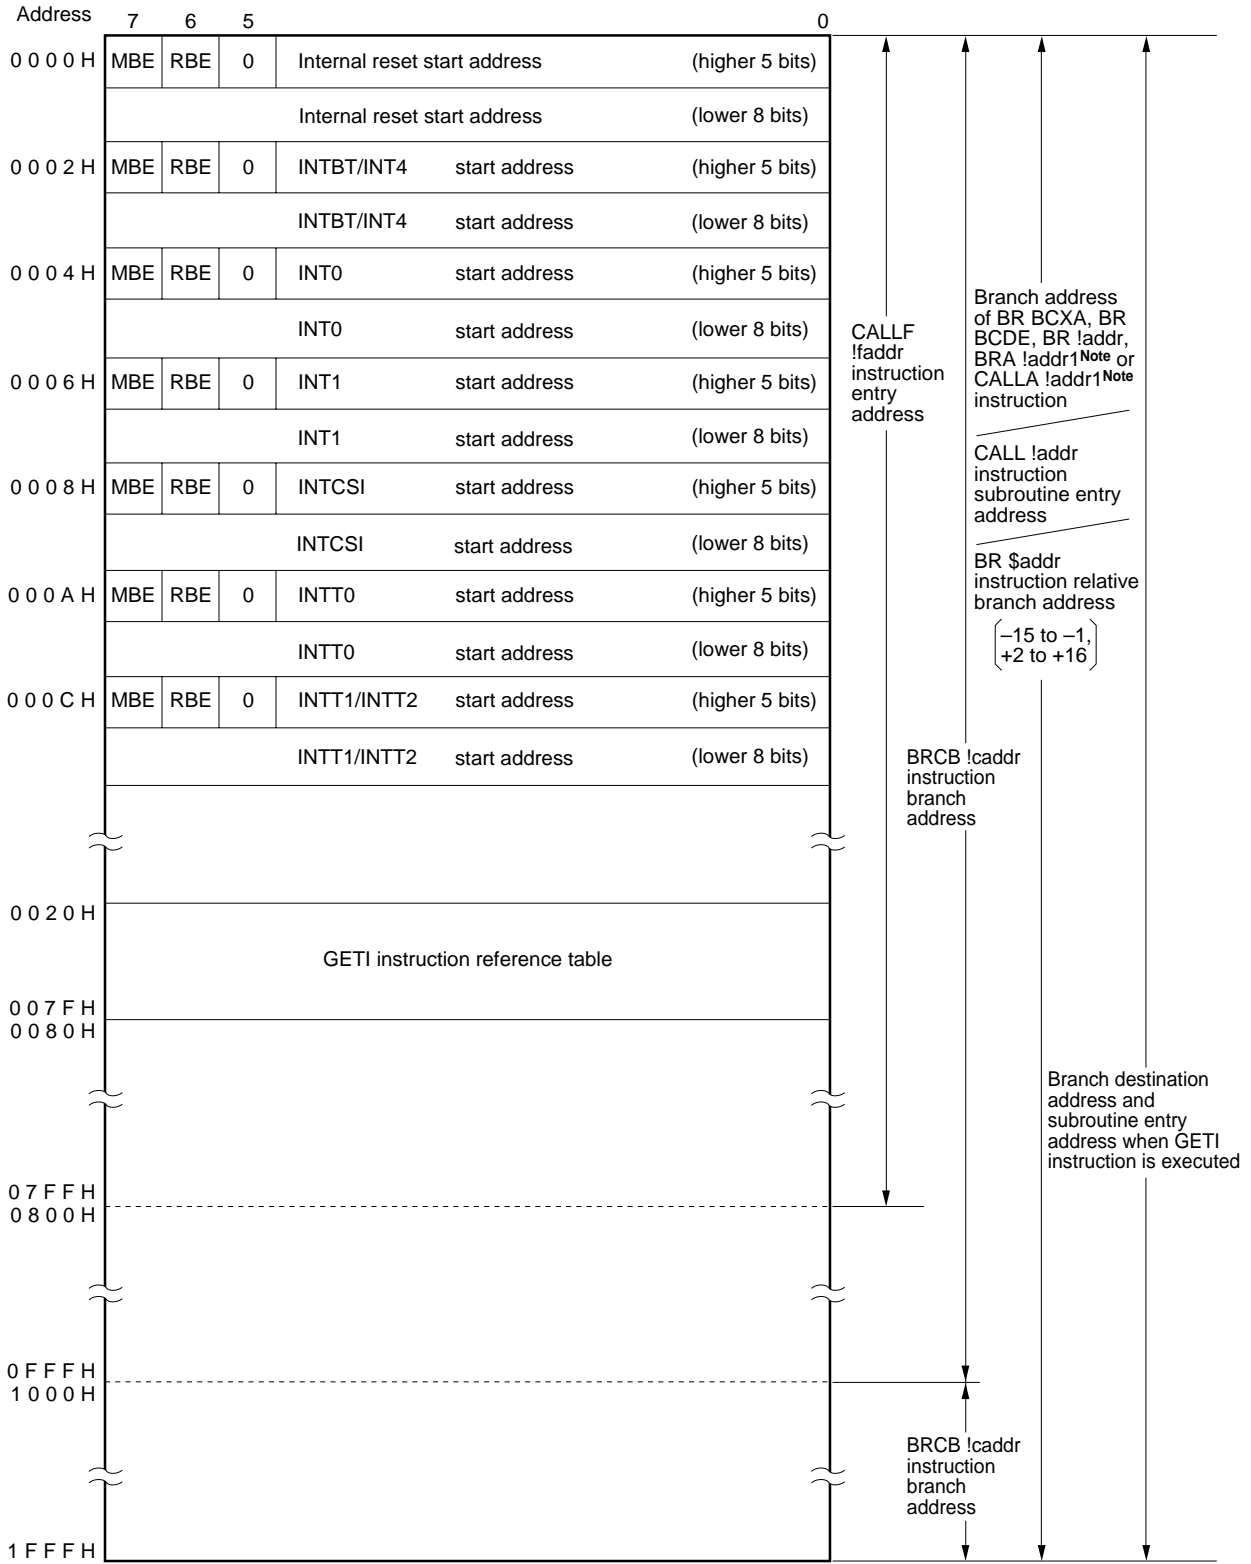 Address
7 6 5 0
0000H MBE RBE 0 Internal reset start address (higher 5 bits)
Internal reset start address (lower 8 bits)
0002H MBE RBE 0 INTBT/INT4 start address (higher 5 bits)
INTBT/INT4 start address (lower 8 bits)
0004H MBE RBE 0 INT0 start address (higher 5 bits)
INT0 start address (lower 8 bits)
0006H MBE RBE 0 INT1 start address (higher 5 bits)
INT1 start address (lower 8 bits)
0008H MBE RBE 0 INTCSI start address (higher 5 bits)
INTCSI start address (lower 8 bits)
000AH MBE RBE 0 INTT0 start address (higher 5 bits)
INTT0 start address (lower 8 bits)
000CH MBE RBE 0 INTT1/INTT2 start address (higher 5 bits)
INTT1/INTT2 start address (lower 8 bits)
0020H
GETI instruction reference table
007FH
0080H
07FFH
0800H
0FFFH
1000H
1FFFH
CALLF
!faddr
instruction
entry
address
Branch address
of BR BCXA, BR
BCDE, BR !addr,
BRA !addr1Note or
CALLA !addr1Note
instruction
CALL !addr
instruction
subroutine entry
address
BR $addr
instruction relative
branch address
–15 to –1,
+2 to +16
BRCB !caddr
instruction
branch
address
Branch destination
address and
subroutine entry
address when GETI
instruction is executed
BRCB !caddr
instruction
branch
address